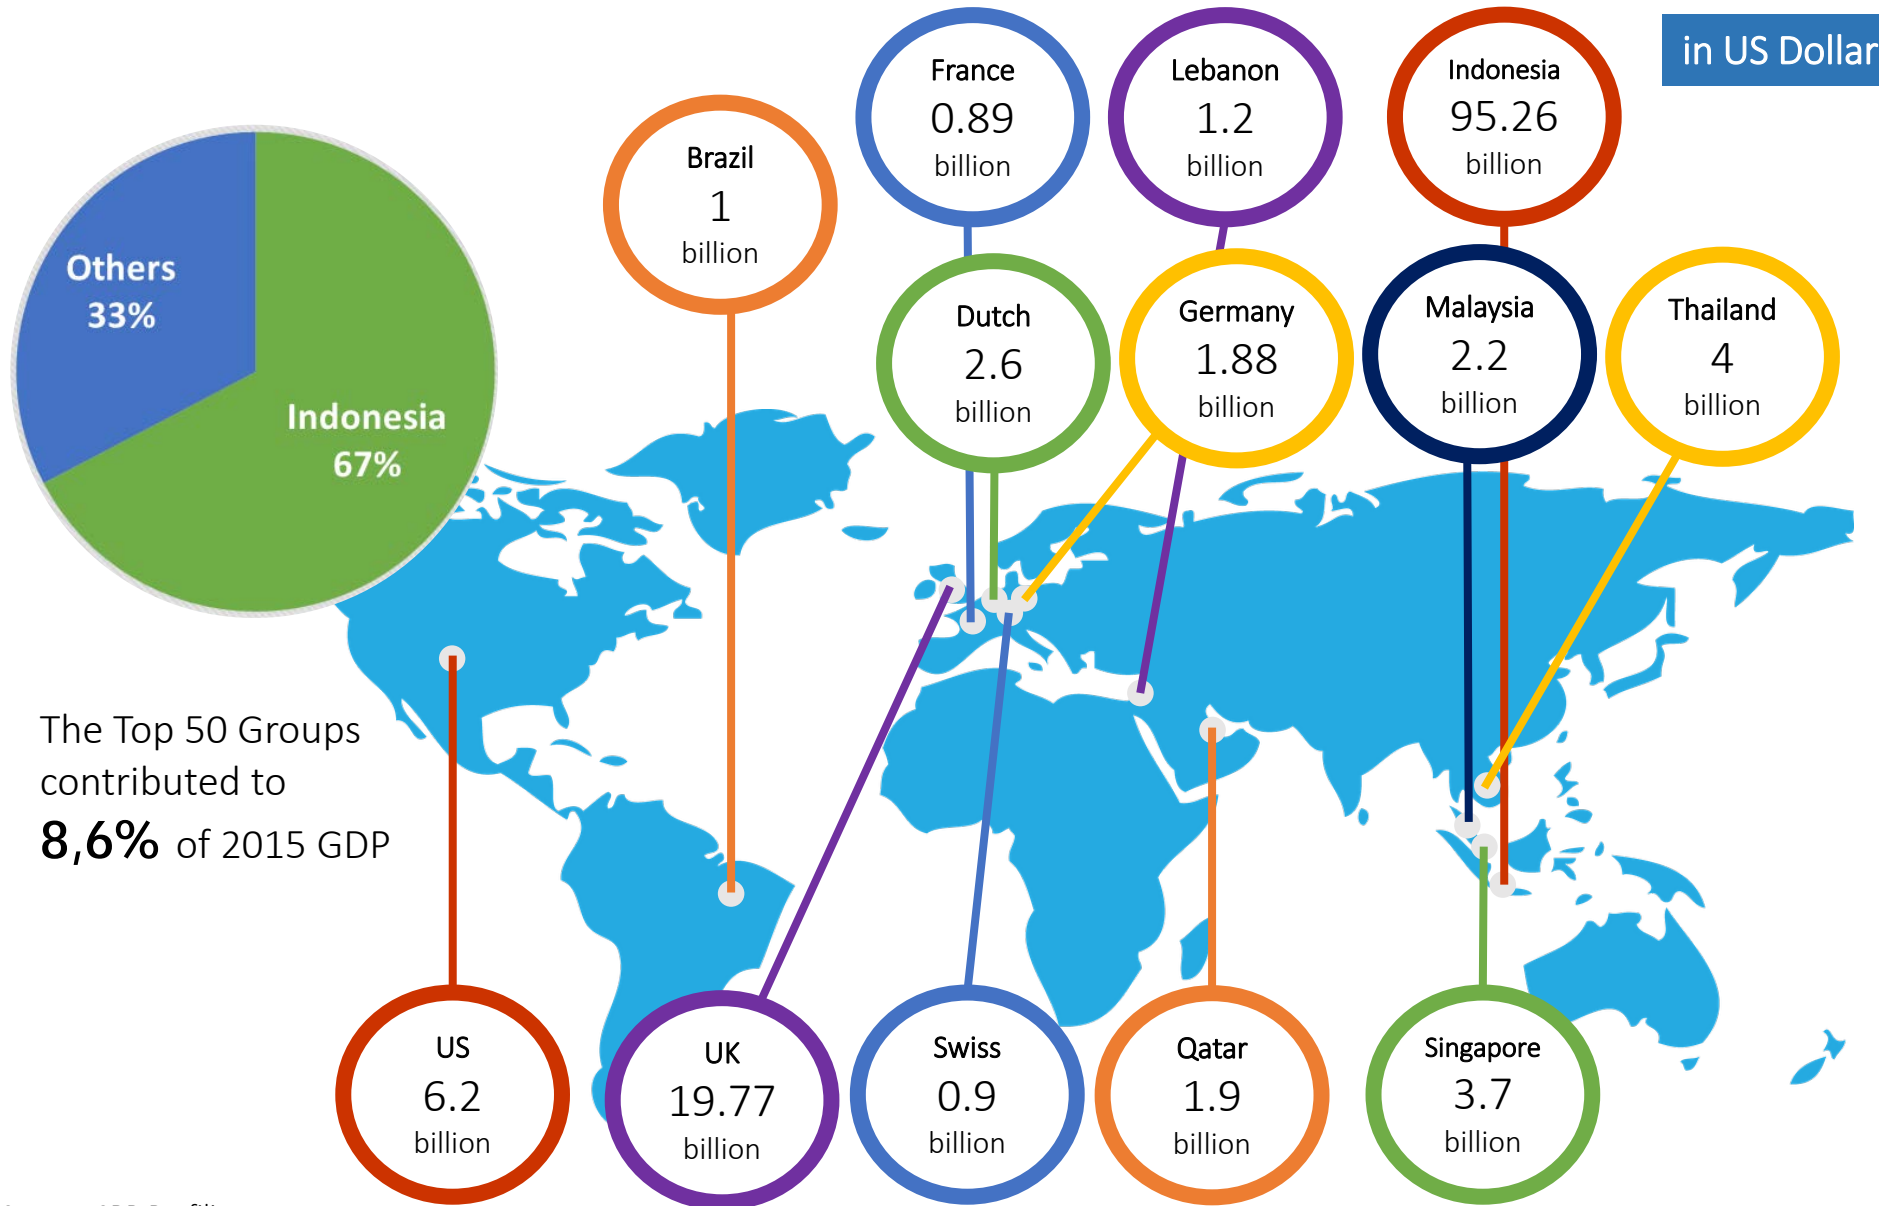 in US Dollar
France
0.89
billion
Lebanon
1.2
billion
Indonesia
95.26
billion
Brazil
1
billion
Others
33%
Indonesia
67%
Dutch
2.6
billion
Germany
1.88
billion
Malaysia
2.2
billion
Thailand
4
billion
The Top 50 Groups
contributed to
8,6% of 2015 GDP
US
6.2
billion
UK
19.77
billion
Swiss
0.9
billion
Qatar
1.9
billion
Singapore
3.7
billion